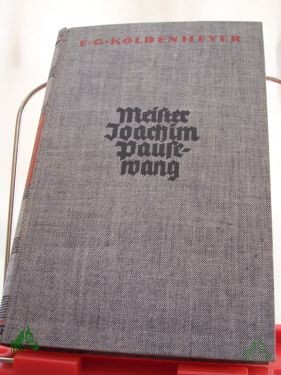 E·G·KOLBENHEYER
Meister
Joachim
Pause-
wang